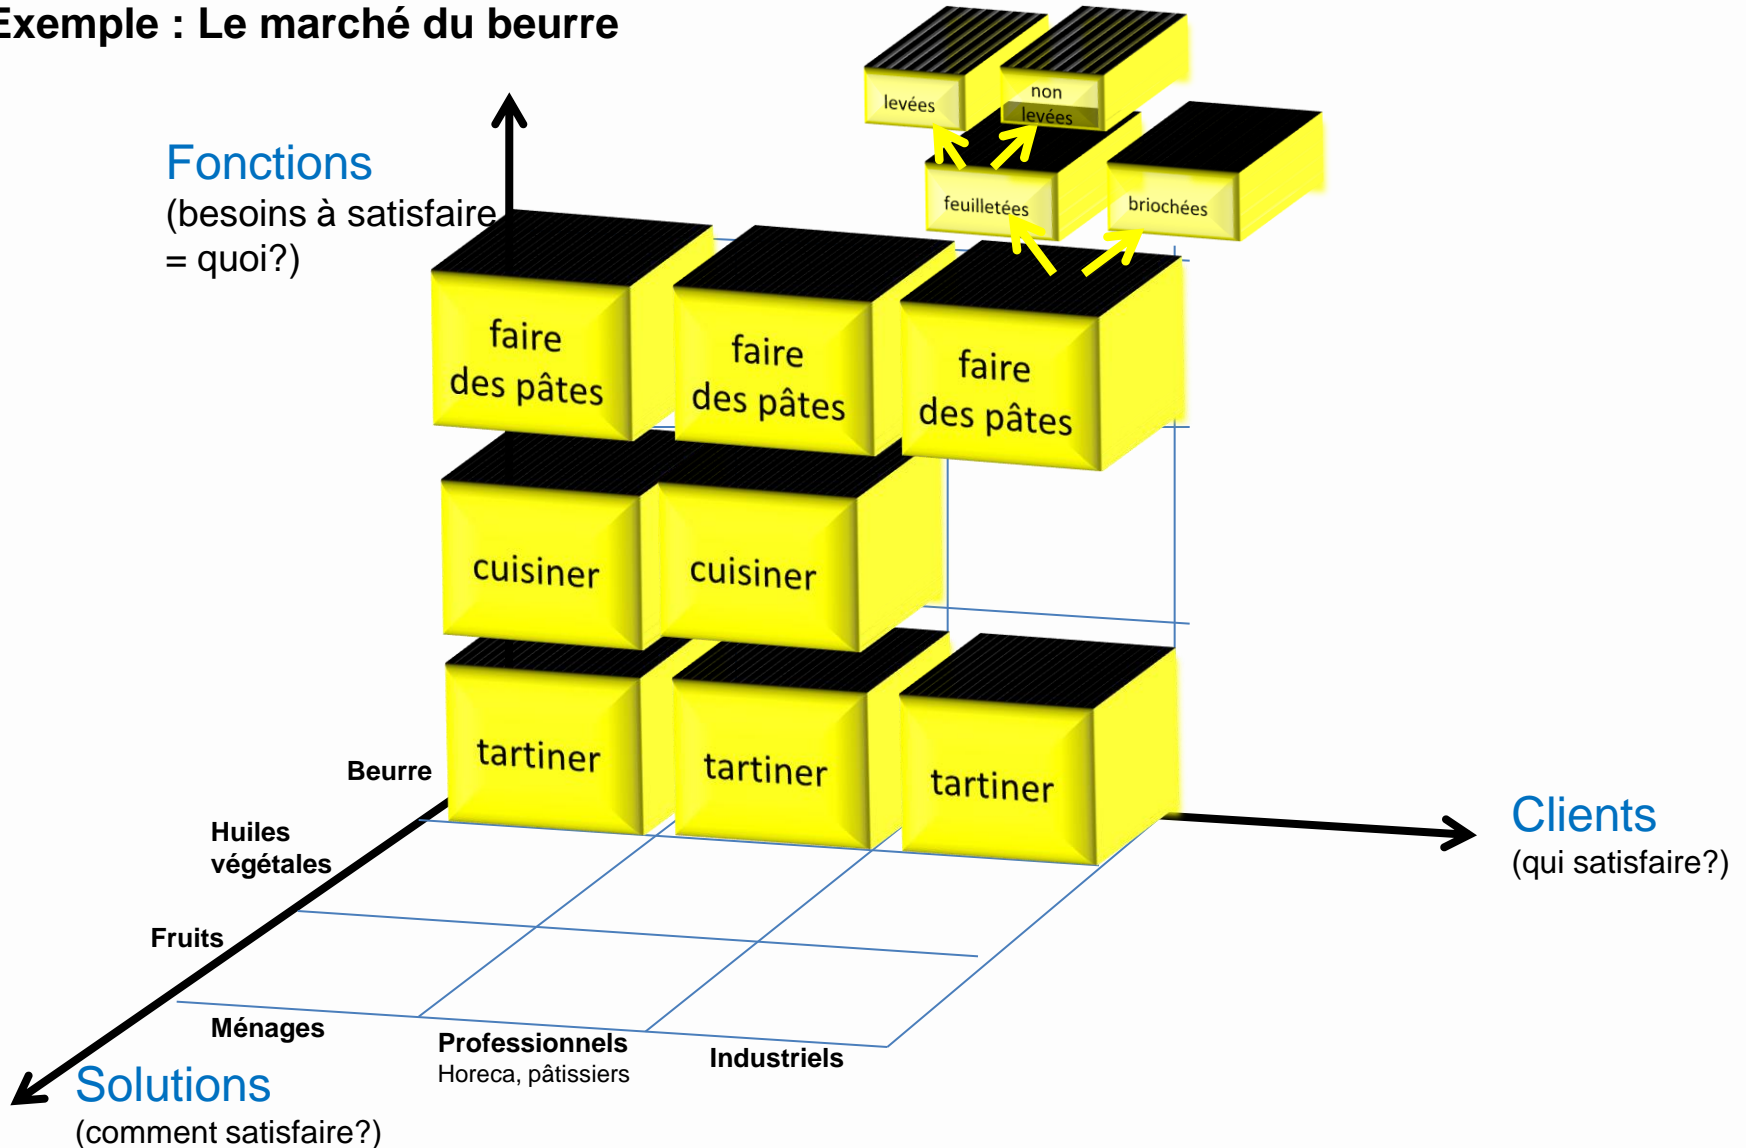 Exemple : Le marché du beurre
levées
non
levées
feuilletées
briochées
Fonctions
(besoins à satisfaire
= quoi?)
faire
des pâtes
faire
des pâtes
faire
des pâtes
cuisiner
cuisiner
tartiner
tartiner
tartiner
Beurre
Huiles
végétales
Fruits
Clients
(qui satisfaire?)
Ménages
Professionnels
Horeca, pâtissiers
Industriels
Solutions
(comment satisfaire?)